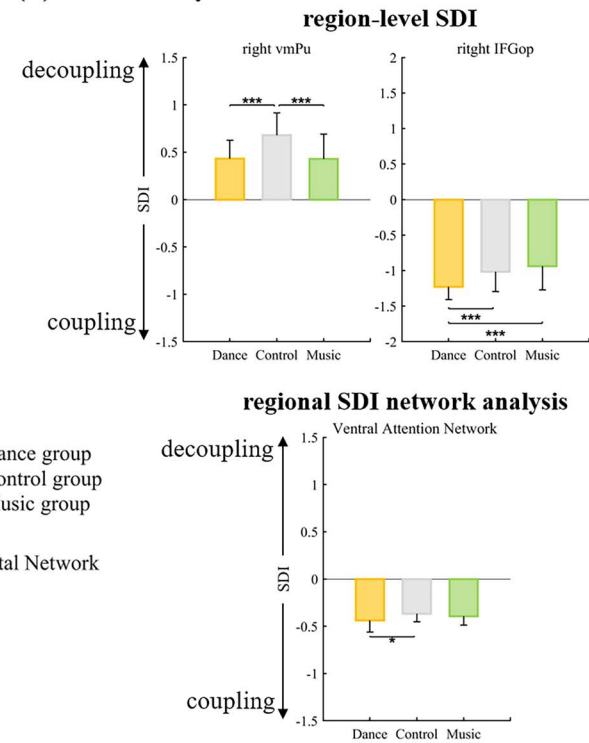 region-level SDI
right vmPu
ritght IFGop
decoupling
SDI
coupling
1.5
1
0.5
0
-0.5
-1
-1.5
***
***
Dance Control Music
2
1.5
1
0.5
0
-0.5
-1
-1.5
-2
***
***
Dance Control Music
regional SDI network analysis
Ventral Attention Network
decoupling
SDI
coupling
1.5
1
0.5
0
-0.5
-1
-1.5
*
Dance Control Music
ance group
ontrol group
usic group
tal Network